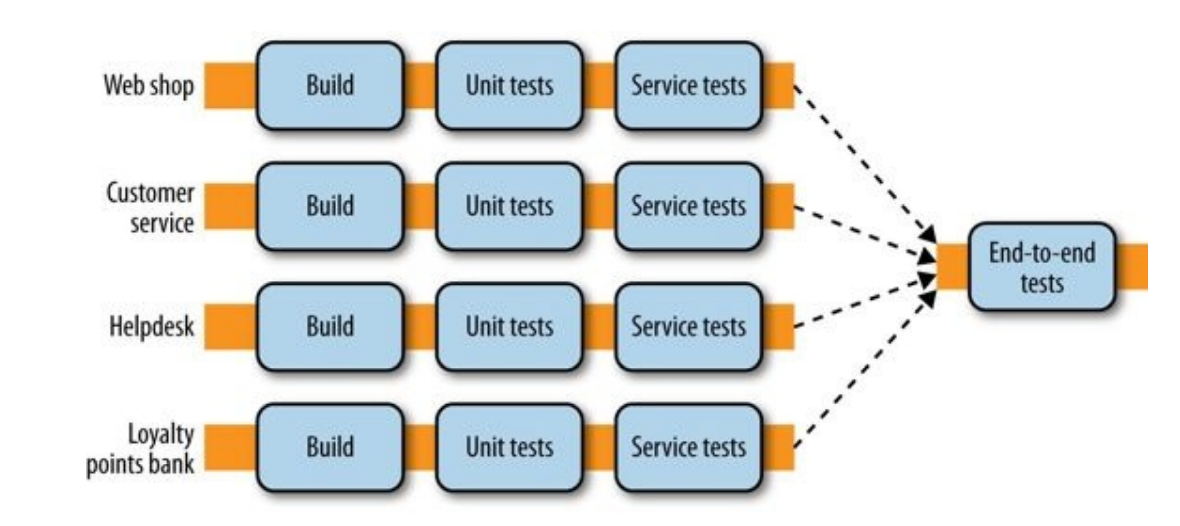 Web shop
Build
Unit tests
Service tests
Customer
service
Build
Unit tests
Service tests
End-to-end
tests
Helpdesk
Build
Unit tests
Service tests
Loyalty
points bank
Build
Unit tests
Service tests